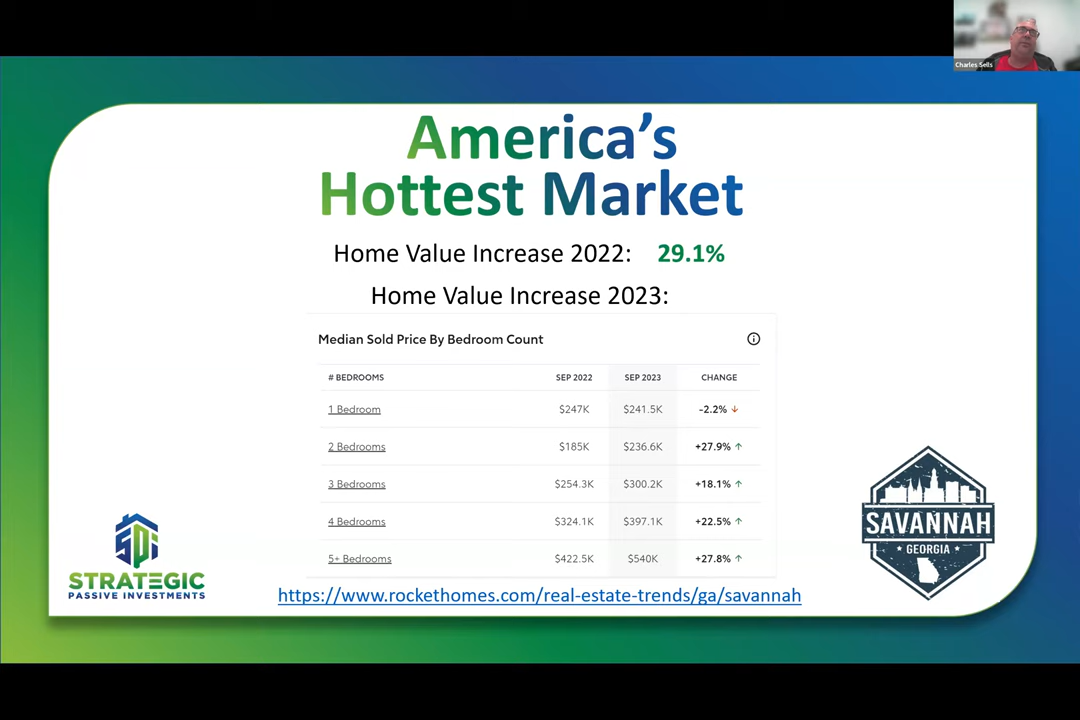 Charles Sells
America's
Hottest Market
Home Value Increase 2022: 29.1%
Home Value Increase 2023:
Median Sold Price By Bedroom Count
# BEDROOMS SEP 2022 SEP 2023 CHANGE
1 Bedroom $247K $241.5K -2.2% ↓
2 Bedrooms $185K $236.6K +27.9% ↑
3 Bedrooms $254.3K $300.2K +18.1% ↑
4 Bedrooms $324.1K $397.1K +22.5% ↑
5+ Bedrooms $422.5K $540K +27.8% ↑
https://www.rockethomes.com/real-estate-trends/ga/savannah
SPI
STRATEGIC
PASSIVE INVESTMENTS
SAVANNAH
GEORGIA